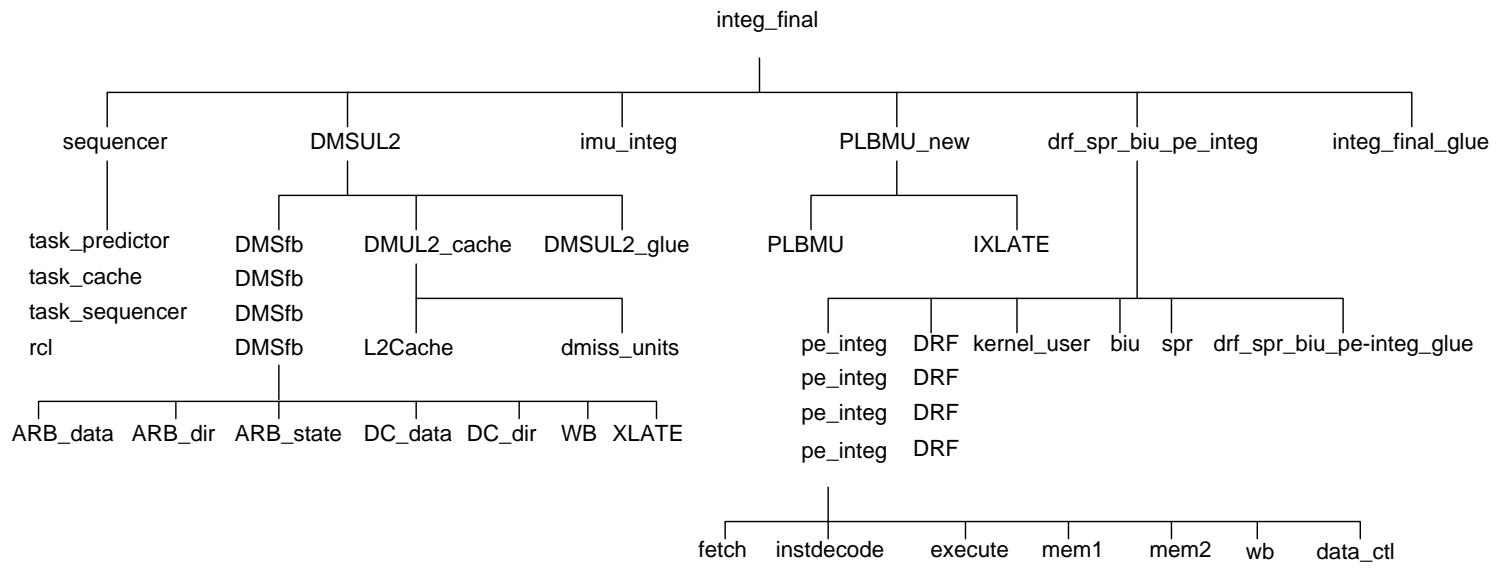 integ_final
sequencer DMSUL2 imu_integ PLBMU_new drf_spr_biu_pe_integ integ_final_glue
task_predictor DMSfb DMUL2_cache DMSUL2_glue PLBMU IXLATE
task_cache DMSfb
task_sequencer DMSfb
rcl DMSfb L2Cache dmiss_units pe_integ DRF kernel_user biu spr drf_spr_biu_pe-integ_glue
pe_integ DRF
pe_integ DRF
ARB_data ARB_dir ARB_state DC_data DC_dir WB XLATE pe_integ DRF
fetch instdecode execute mem1 mem2 wb data_ctl